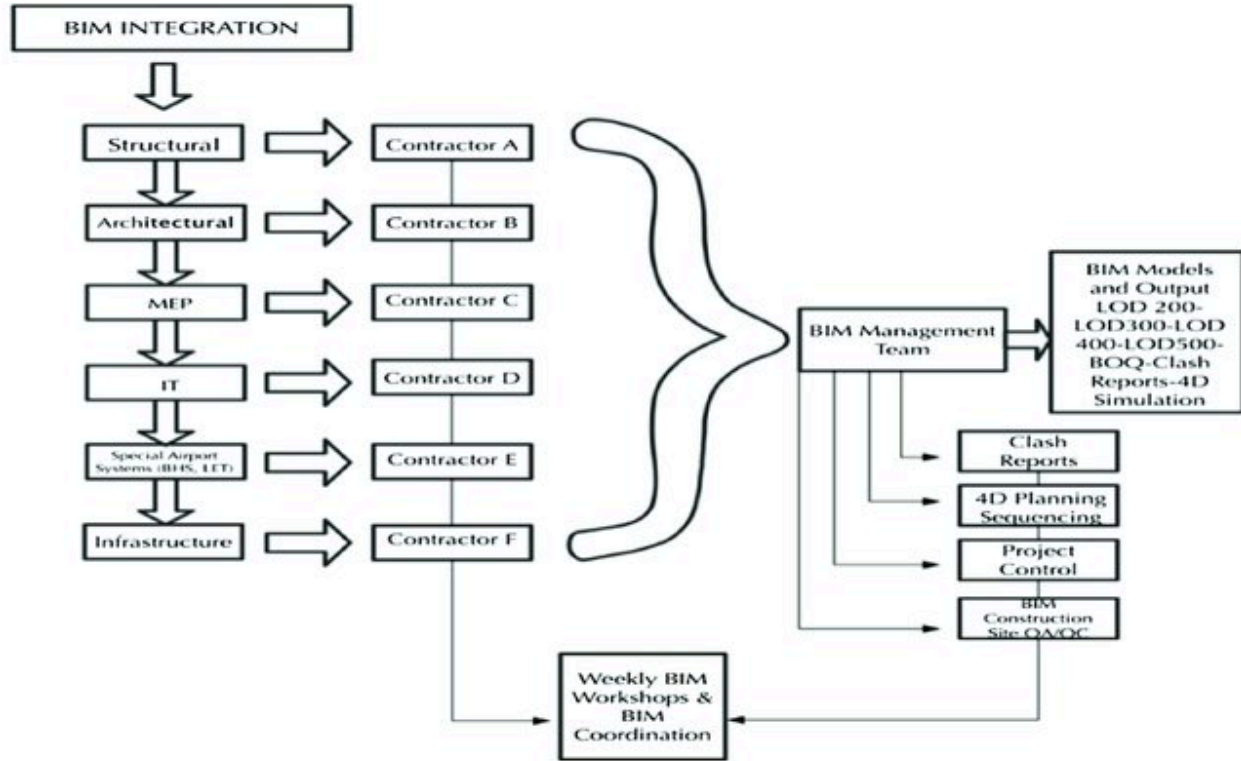 BIM INTEGRATION
Structural
Contractor A
Architectural
Contractor B
MEP
Contractor C
IT
Contractor D
Special Airport
Systems (BHS, LET)
Contractor E
Infrastructure
Contractor F
BIM Management
Team
BIM Models
and Output
LOD 200-
LOD300-LOD
400-LOD500-
BOQ-Clash
Reports-4D
Simulation
Clash
Reports
4D Planning
Sequencing
Project
Control
BIM
Construction
Site QA/QC
Weekly BIM
Workshops &
BIM
Coordination